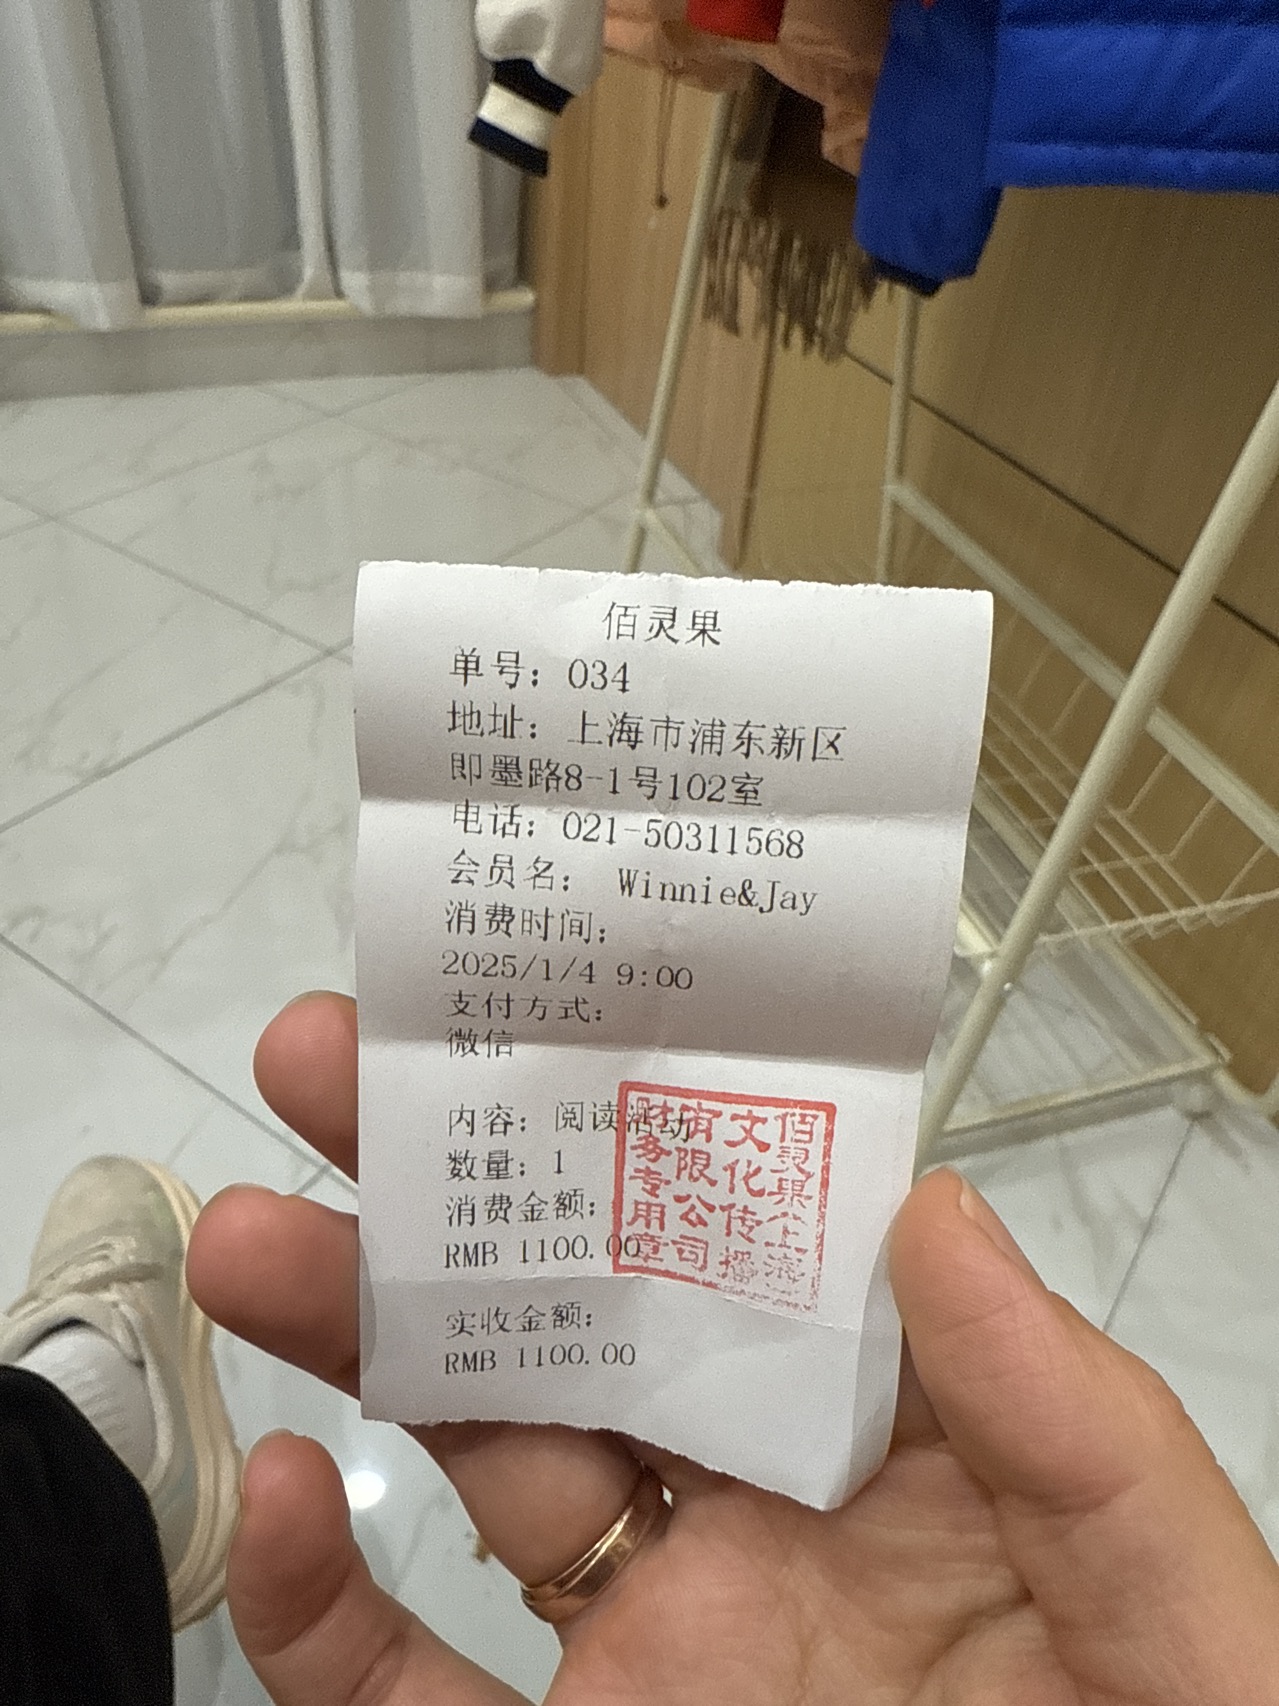 佰灵果
单号：034
地址：上海市浦东新区
即墨路8-1号102室
电话：021-50311568
会员名： Winnie&Jay
消费时间：
2025/1/4 9:00
支付方式：
微信
内容：阅读活动
数量：1
消费金额：
RMB 1100.00
实收金额：
RMB 1100.00
佰灵果上海
文化传播
有限公司
财务专用章